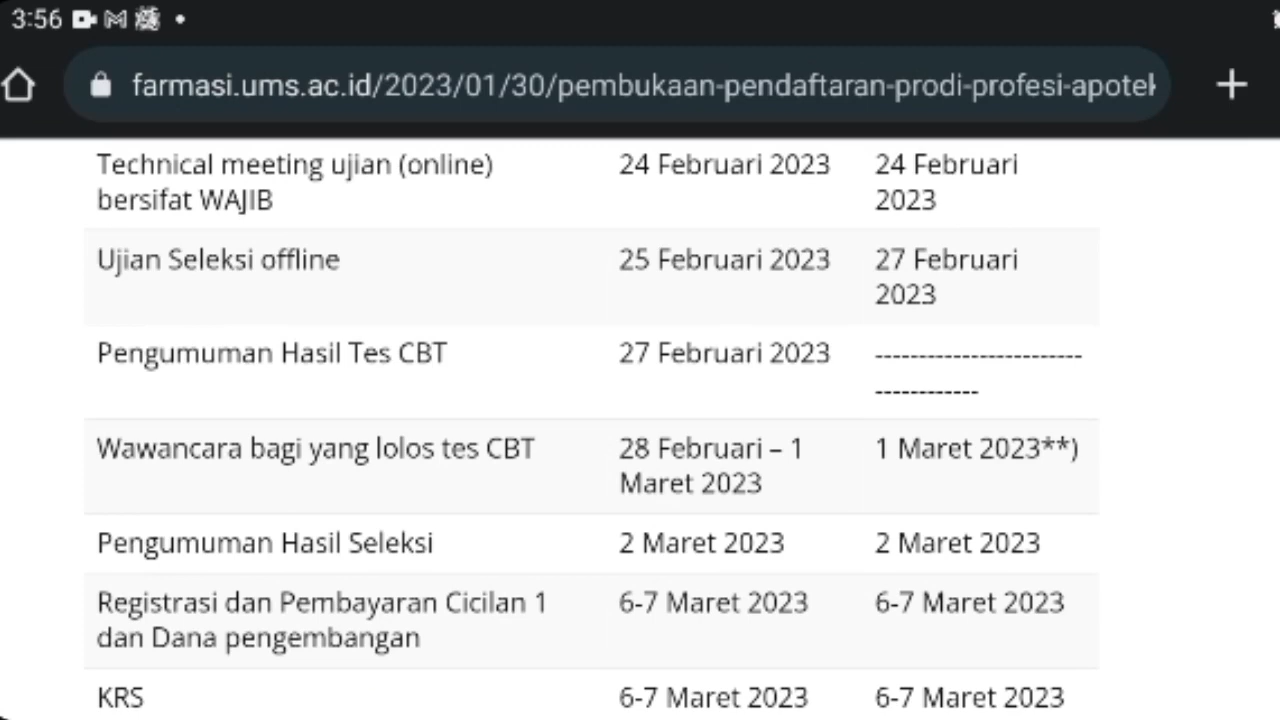 3:56
farmasi.ums.ac.id/2023/01/30/pembukaan-pendaftaran-prodi-profesi-apotek
Technical meeting ujian (online) 24 Februari 2023 24 Februari
bersifat WAJIB 2023
Ujian Seleksi offline 25 Februari 2023 27 Februari
2023
Pengumuman Hasil Tes CBT 27 Februari 2023 ------------------------
------------
Wawancara bagi yang lolos tes CBT 28 Februari – 1 1 Maret 2023**)
Maret 2023
Pengumuman Hasil Seleksi 2 Maret 2023 2 Maret 2023
Registrasi dan Pembayaran Cicilan 1 6-7 Maret 2023 6-7 Maret 2023
dan Dana pengembangan
KRS 6-7 Maret 2023 6-7 Maret 2023